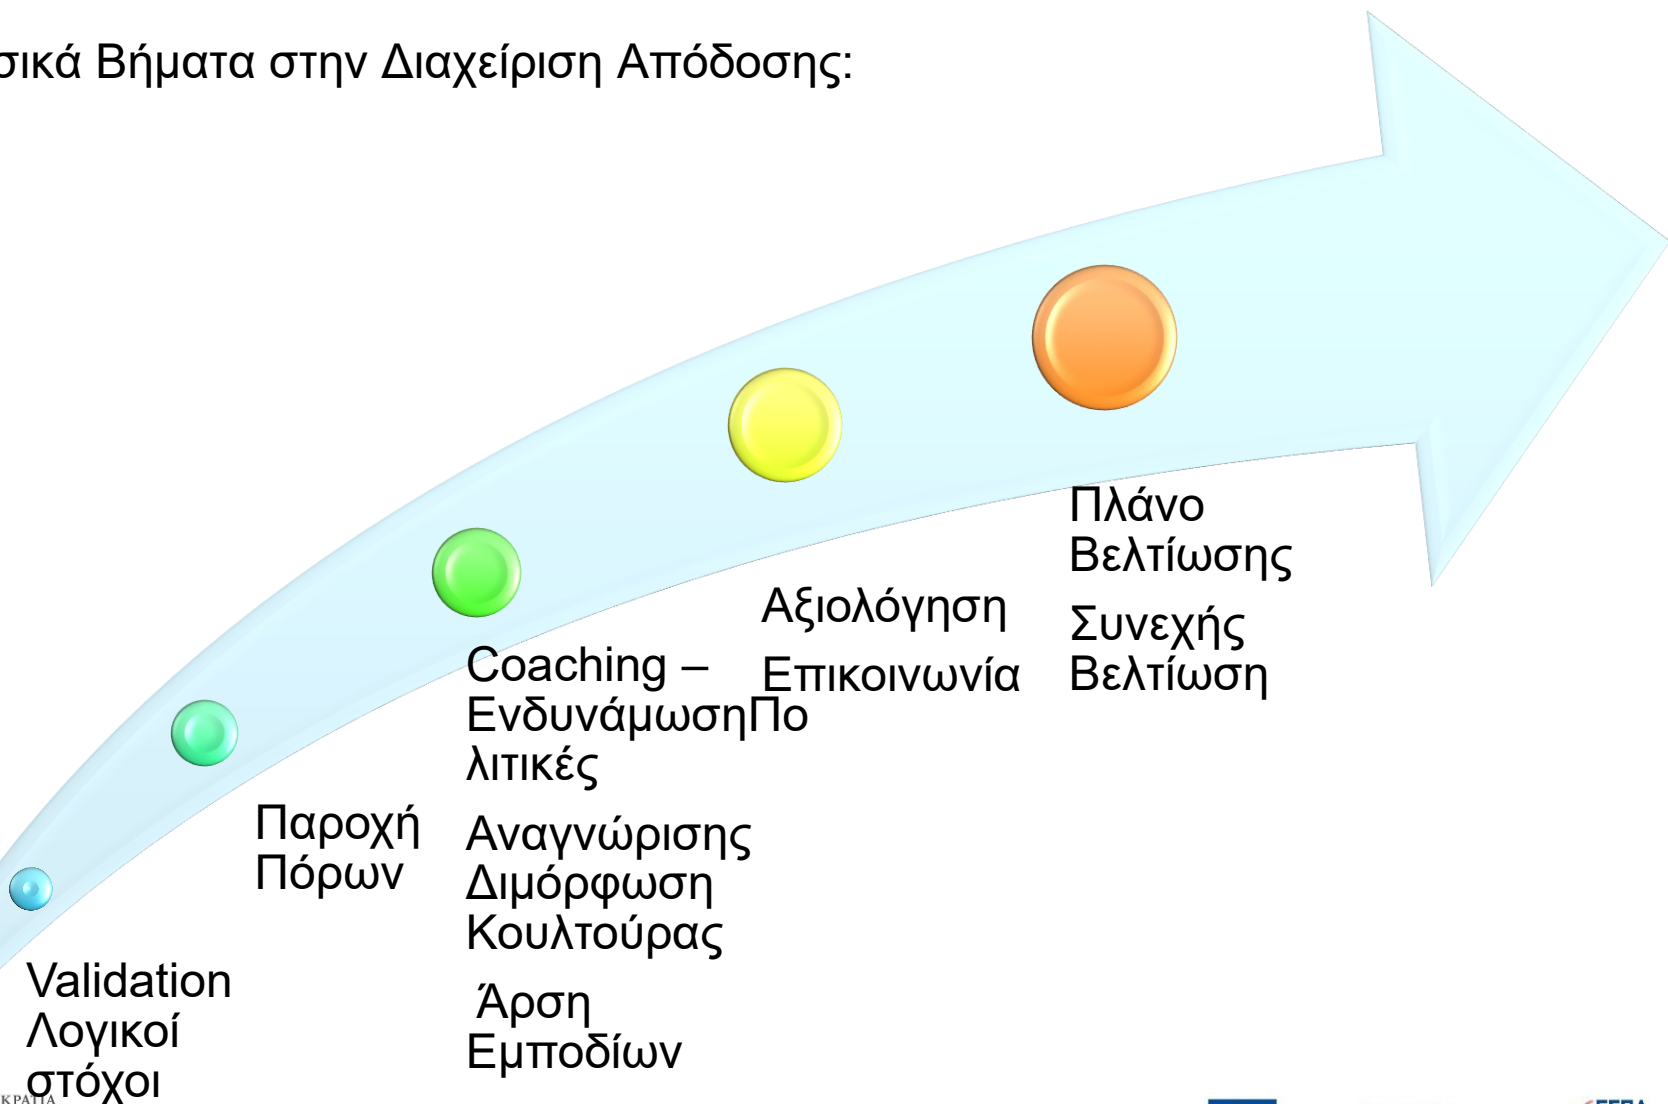 σικά Βήματα στην Διαχείριση Απόδοσης:
Validation
Λογικοί
στόχοι
Παροχή
Πόρων
Coaching –
ΕνδυνάμωσηΠο
λιτικές
Αναγνώρισης
Διμόρφωση
Κουλτούρας
Άρση
Εμποδίων
Αξιολόγηση
Επικοινωνία
Πλάνο
Βελτίωσης
Συνεχής
Βελτίωση
ΚΡΑΤΙΑ